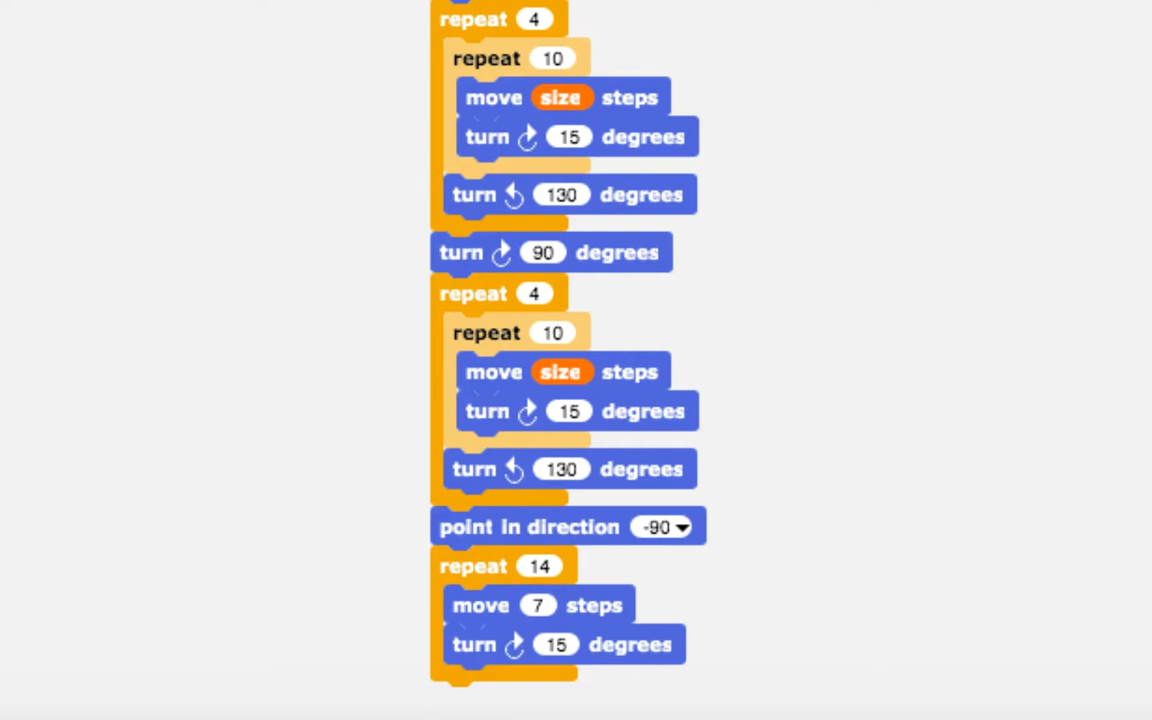 repeat 4
repeat 10
move size steps
turn 15 degrees
turn 130 degrees
turn 90 degrees
repeat 4
repeat 10
move size steps
turn 15 degrees
turn 130 degrees
point in direction -90
repeat 14
move 7 steps
turn 15 degrees